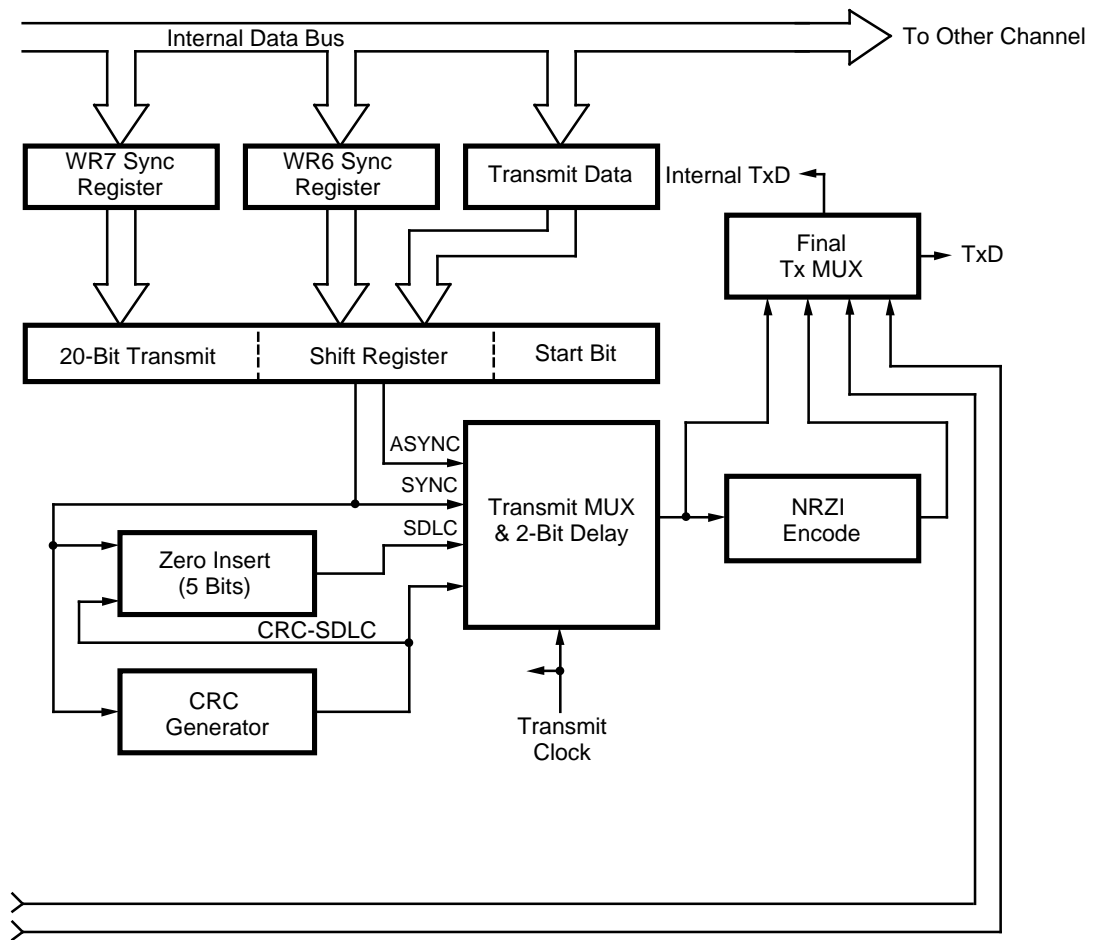 Internal Data Bus
To Other Channel
WR7 Sync
Register
WR6 Sync
Register
Transmit Data
Internal TxD
Final
Tx MUX
TxD
20-Bit Transmit
Shift Register
Start Bit
ASYNC
SYNC
SDLC
Transmit MUX
& 2-Bit Delay
NRZI
Encode
Zero Insert
(5 Bits)
CRC-SDLC
CRC
Generator
Transmit
Clock